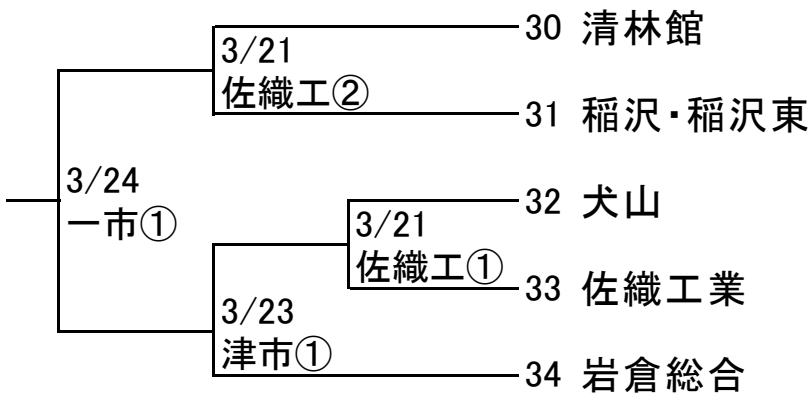 30 清林館
3/21
佐織工②
31 稲沢・稲沢東
3/24
一市①
32 犬山
3/21
佐織工①
33 佐織工業
3/23
津市①
34 岩倉総合